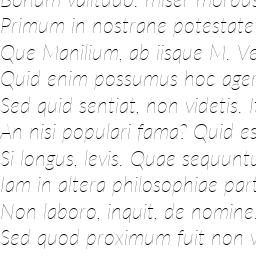 Bonum valitudo: miser morbus
Primum in nostrane potestate
Que Manilium, ab iisque M. Ve
Quid enim possumus hoc ager
Sed quid sentiat, non videtis. I
An nisi populari fama? Quid es
Si longus, levis. Quae sequuntu
Iam in altera philosophiae part
Non laboro, inquit, de nomine.
Sed quod proximum fuit non v